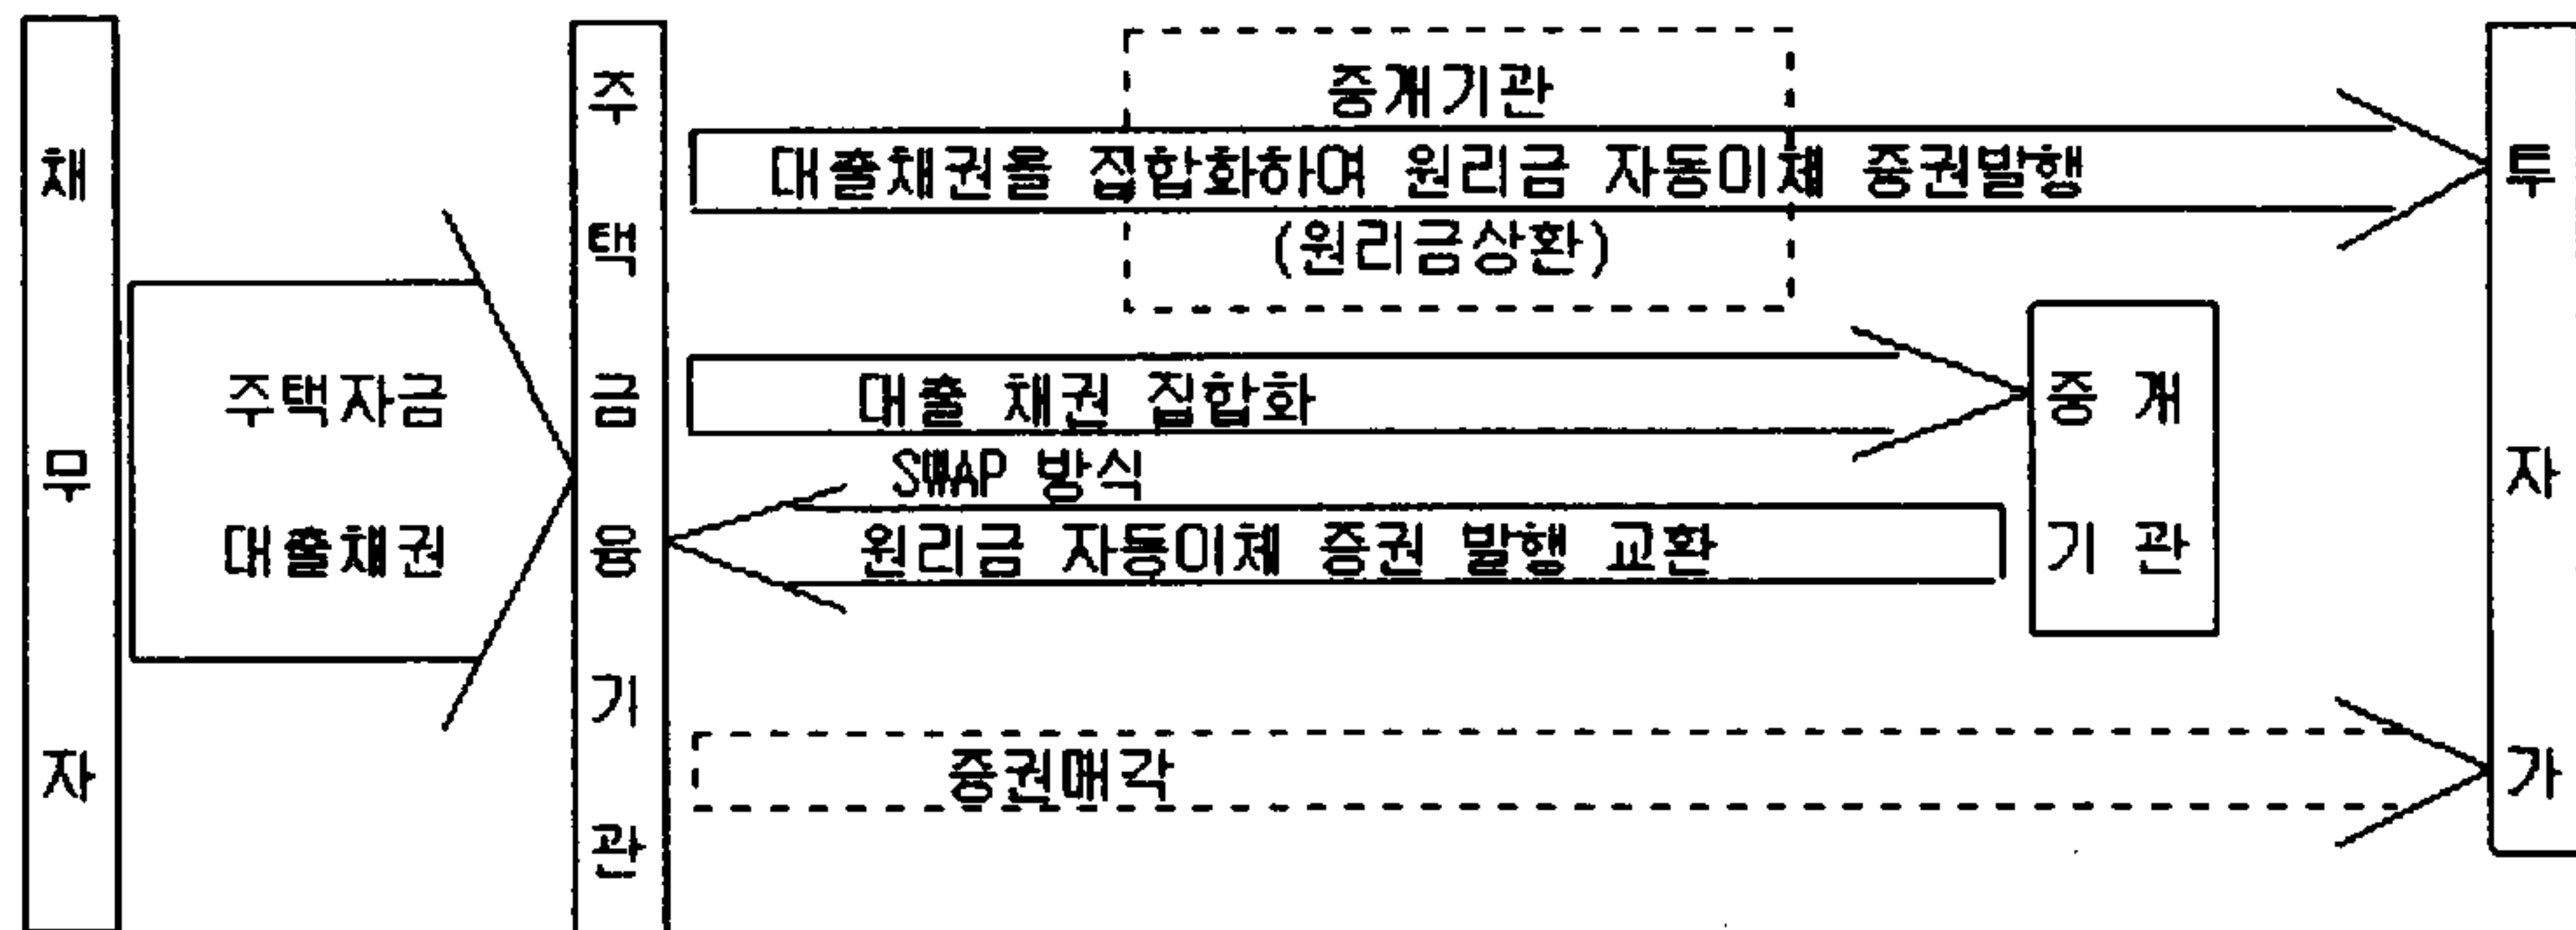 채무자
주택자금
대출채권
주택금융기관
중개기관
대출채권을 집합화하여 원리금 자동이체 증권발행
(원리금상환)
대출 채권 집합화
SWAP 방식
원리금 자동이체 증권 발행 교환
중개
기관
증권매각
투자가